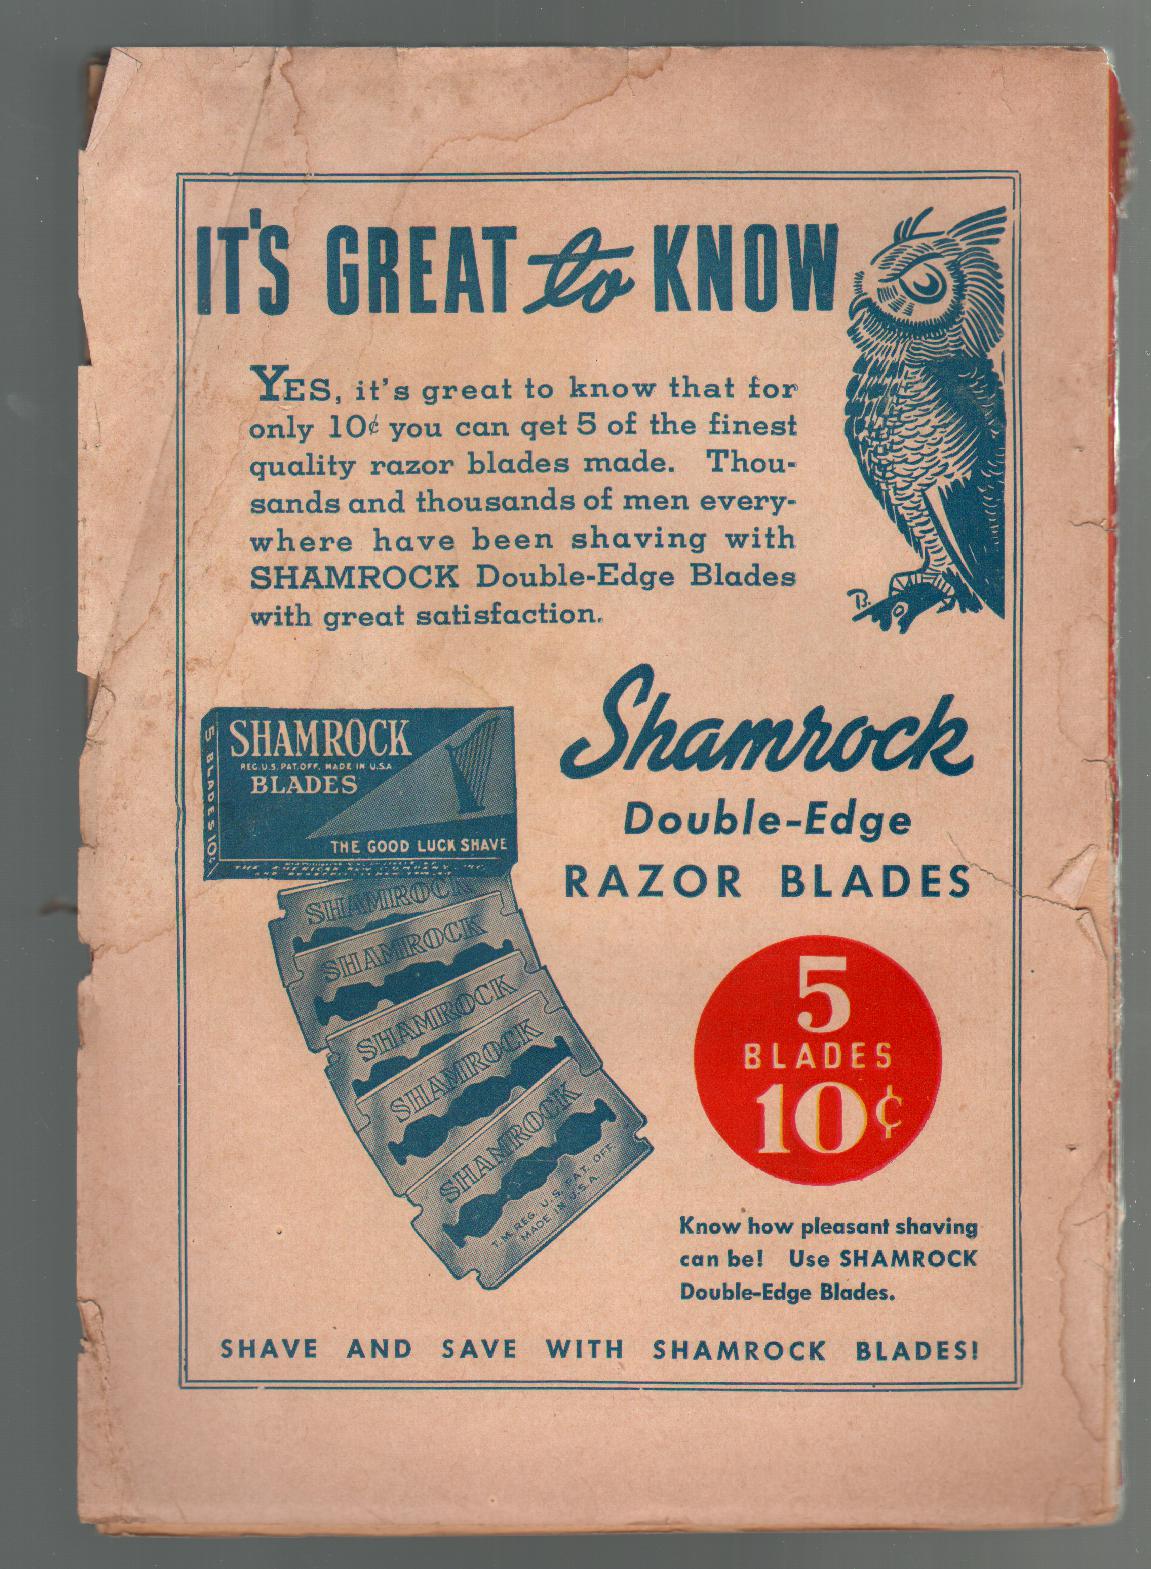 IT'S GREAT to KNOW
YES, it's great to know that for
only 10¢ you can get 5 of the finest
quality razor blades made. Thou-
sands and thousands of men every-
where have been shaving with
SHAMROCK Double-Edge Blades
with great satisfaction.
B.
Shamrock
Double-Edge
RAZOR BLADES
5 BLADES 10¢
SHAMROCK
REG. U.S. PAT. OFF. MADE IN U.S.A
BLADES
THE GOOD LUCK SHAVE
SHAMROCK
SHAMROCK
SHAMROCK
SHAMROCK
SHAMROCK
T.M. REG. U.S. PAT. OFF.
MADE IN U.S.A.
5
BLADES
10¢
Know how pleasant shaving
can be! Use SHAMROCK
Double-Edge Blades.
SHAVE AND SAVE WITH SHAMROCK BLADES!